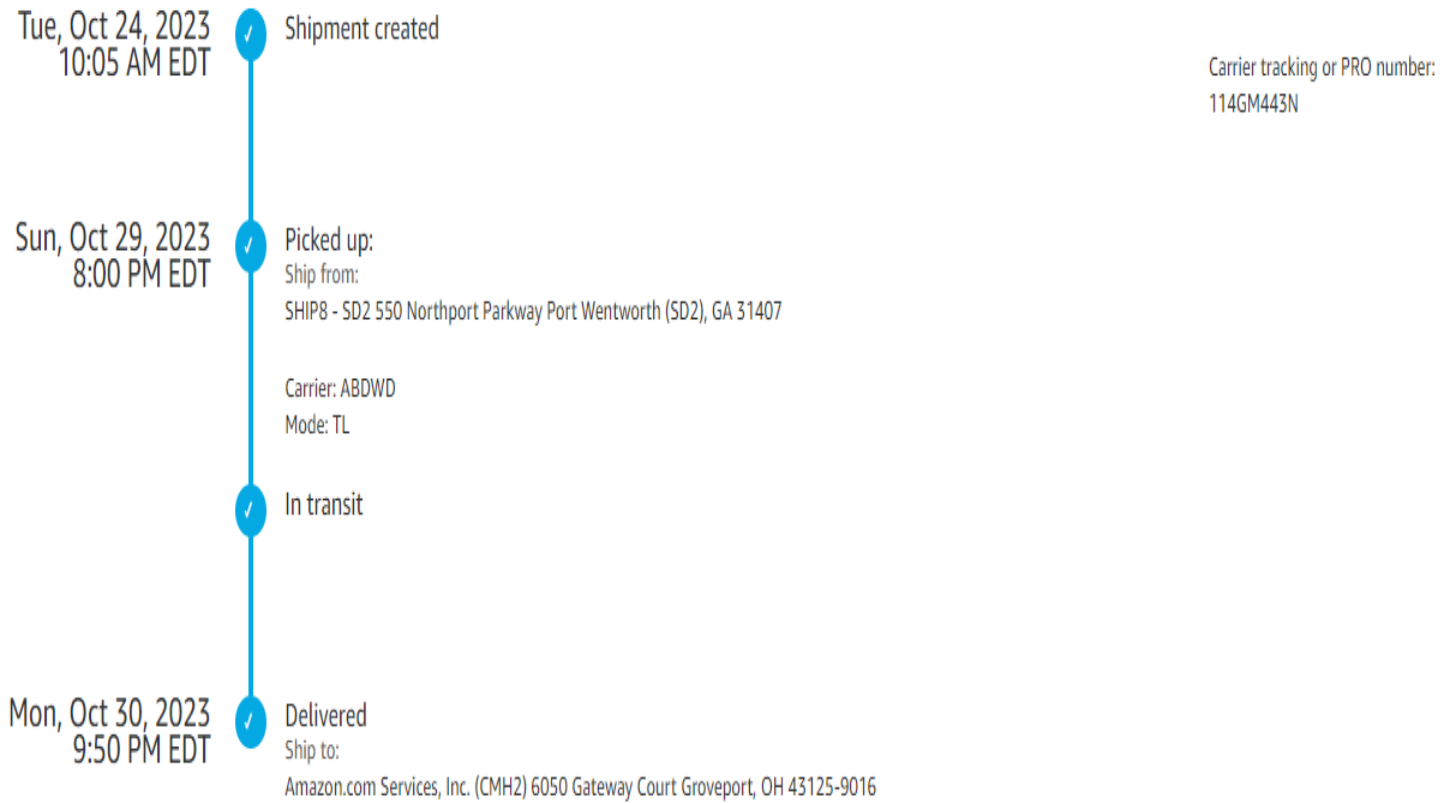 Tue, Oct 24, 2023
10:05 AM EDT
Shipment created
Carrier tracking or PRO number:
114GM443N
Sun, Oct 29, 2023
8:00 PM EDT
Picked up:
Ship from:
SHIP8 - SD2 550 Northport Parkway Port Wentworth (SD2), GA 31407
Carrier: ABDWD
Mode: TL
In transit
Mon, Oct 30, 2023
9:50 PM EDT
Delivered
Ship to:
Amazon.com Services, Inc. (CMH2) 6050 Gateway Court Groveport, OH 43125-9016